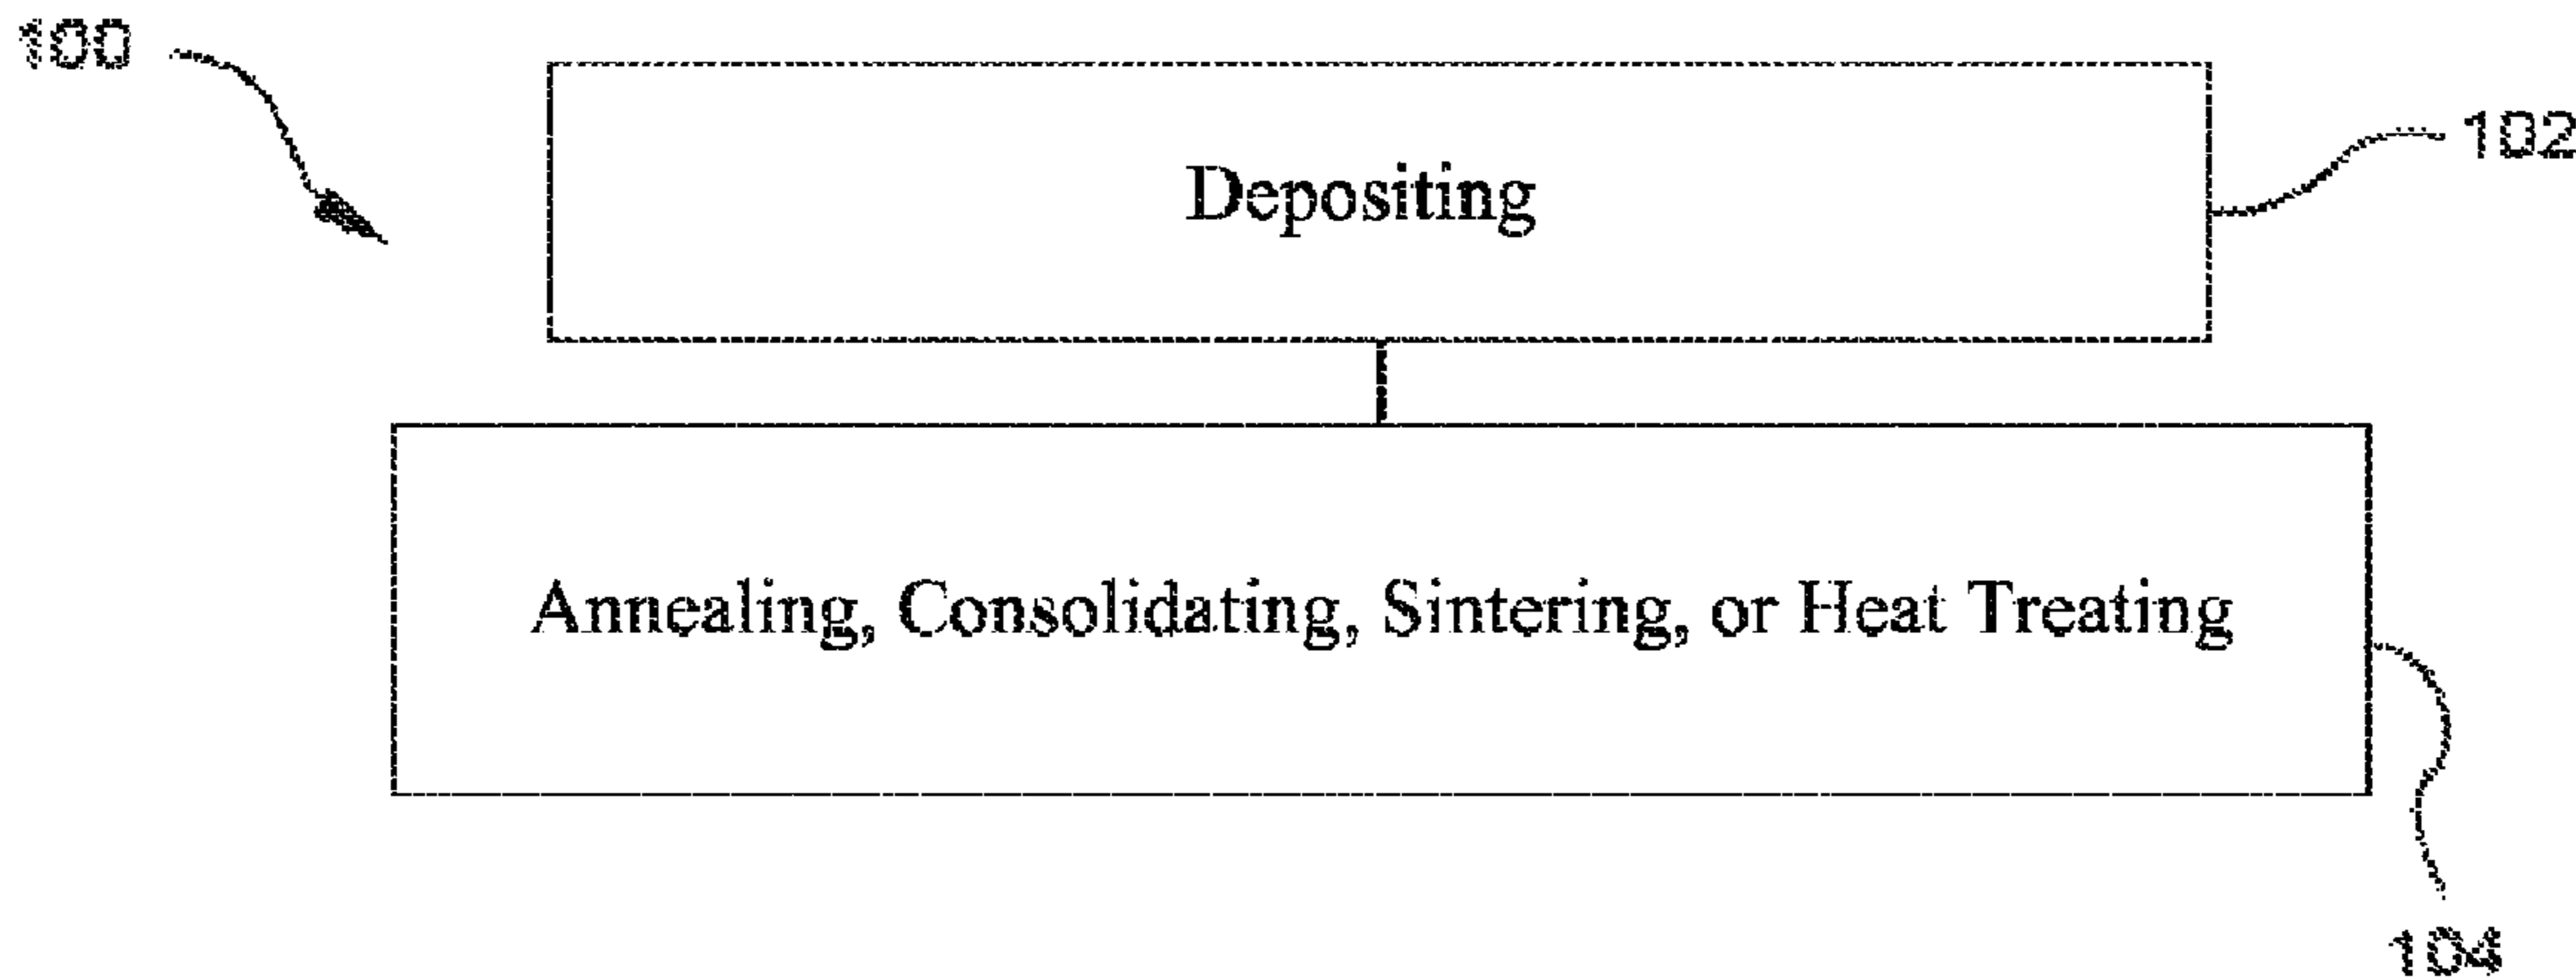 100
102
Depositing
Annealing, Consolidating, Sintering, or Heat Treating
104